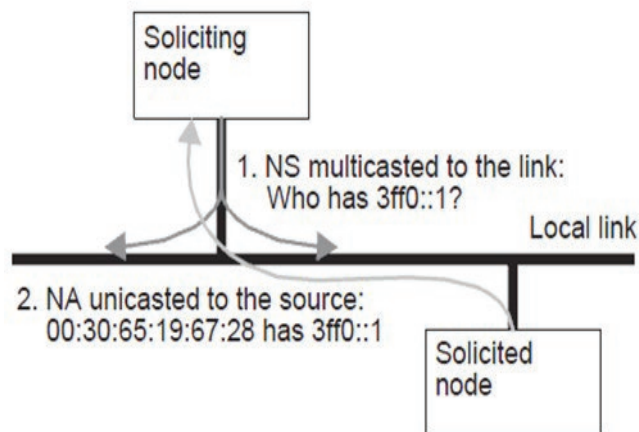 Soliciting
node
1. NS multicasted to the link:
Who has 3ff0::1?
Local link
2. NA unicasted to the source:
00:30:65:19:67:28 has 3ff0::1
Solicited
node